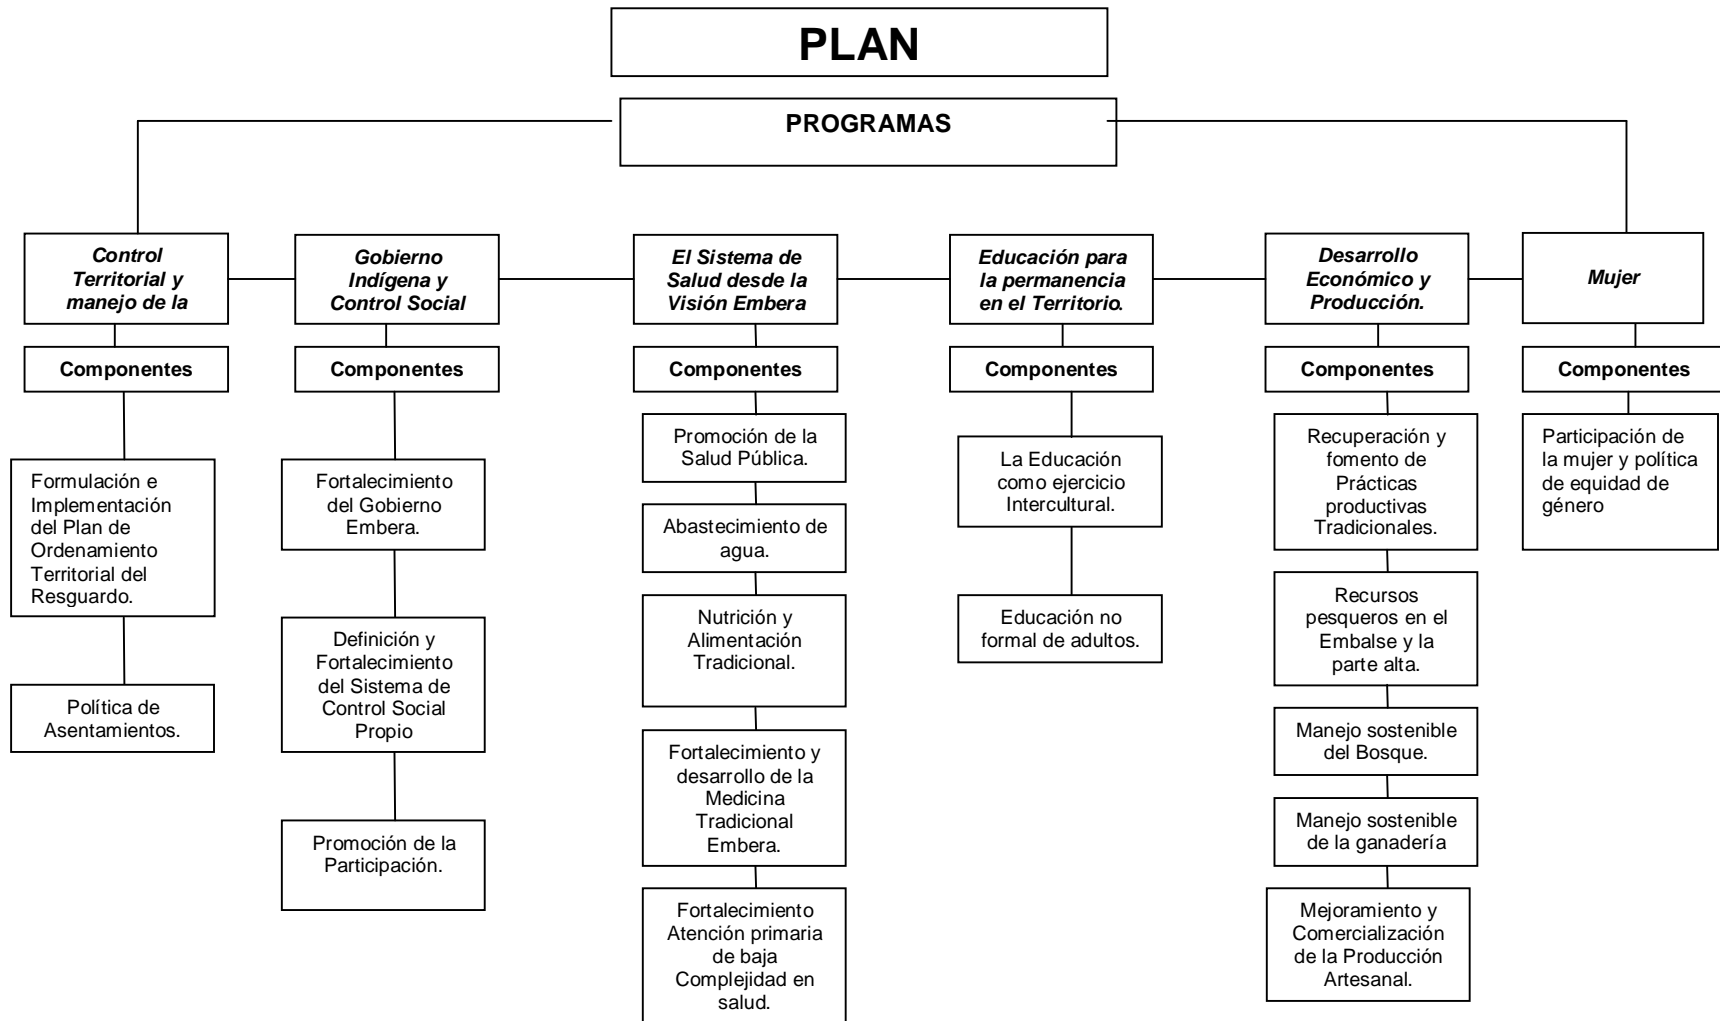 PLAN
PROGRAMAS
Control
Territorial y
manejo de la
Componentes
Formulación e
Implementación
del Plan de
Ordenamiento
Territorial del
Resguardo.
Política de
Asentamientos.
Gobierno
Indígena y
Control Social
Componentes
Fortalecimiento
del Gobierno
Embera.
Definición y
Fortalecimiento
del Sistema de
Control Social
Propio
Promoción de la
Participación.
El Sistema de
Salud desde la
Visión Embera
Componentes
Promoción de la
Salud Pública.
Abastecimiento de
agua.
Nutrición y
Alimentación
Tradicional.
Fortalecimiento y
desarrollo de la
Medicina
Tradicional
Embera.
Fortalecimiento
Atención primaria
de baja
Complejidad en
salud.
Educación para
la permanencia
en el Territorio.
Componentes
La Educación
como ejercicio
Intercultural.
Educación no
formal de adultos.
Desarrollo
Económico y
Producción.
Componentes
Recuperación y
fomento de
Prácticas
productivas
Tradicionales.
Recursos
pesqueros en el
Embalse y la
parte alta.
Manejo sostenible
del Bosque.
Manejo sostenible
de la ganadería
Mejoramiento y
Comercialización
de la Producción
Artesanal.
Mujer
Componentes
Participación de
la mujer y política
de equidad de
género